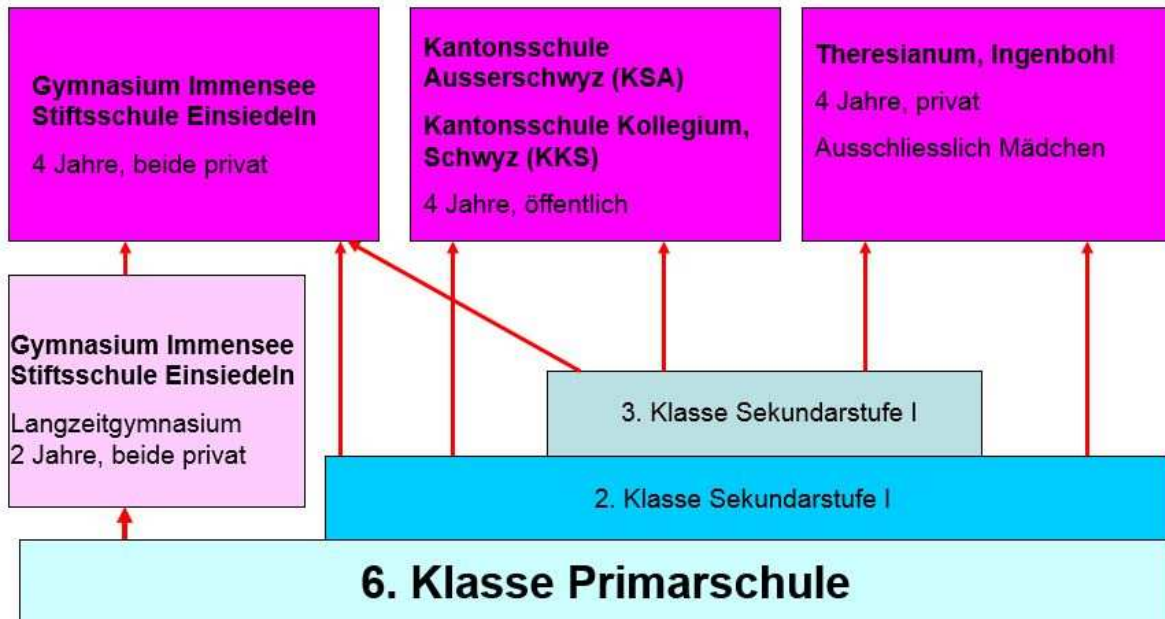 Gymnasium Immensee
Stiftsschule Einsiedeln
4 Jahre, beide privat
Kantonsschule
Ausserschwyz (KSA)
Kantonsschule Kollegium,
Schwyz (KKS)
4 Jahre, öffentlich
Theresianum, Ingenbohl
4 Jahre, privat
Ausschliesslich Mädchen
Gymnasium Immensee
Stiftsschule Einsiedeln
Langzeitgymnasium
2 Jahre, beide privat
3. Klasse Sekundarstufe I
2. Klasse Sekundarstufe I
6. Klasse Primarschule